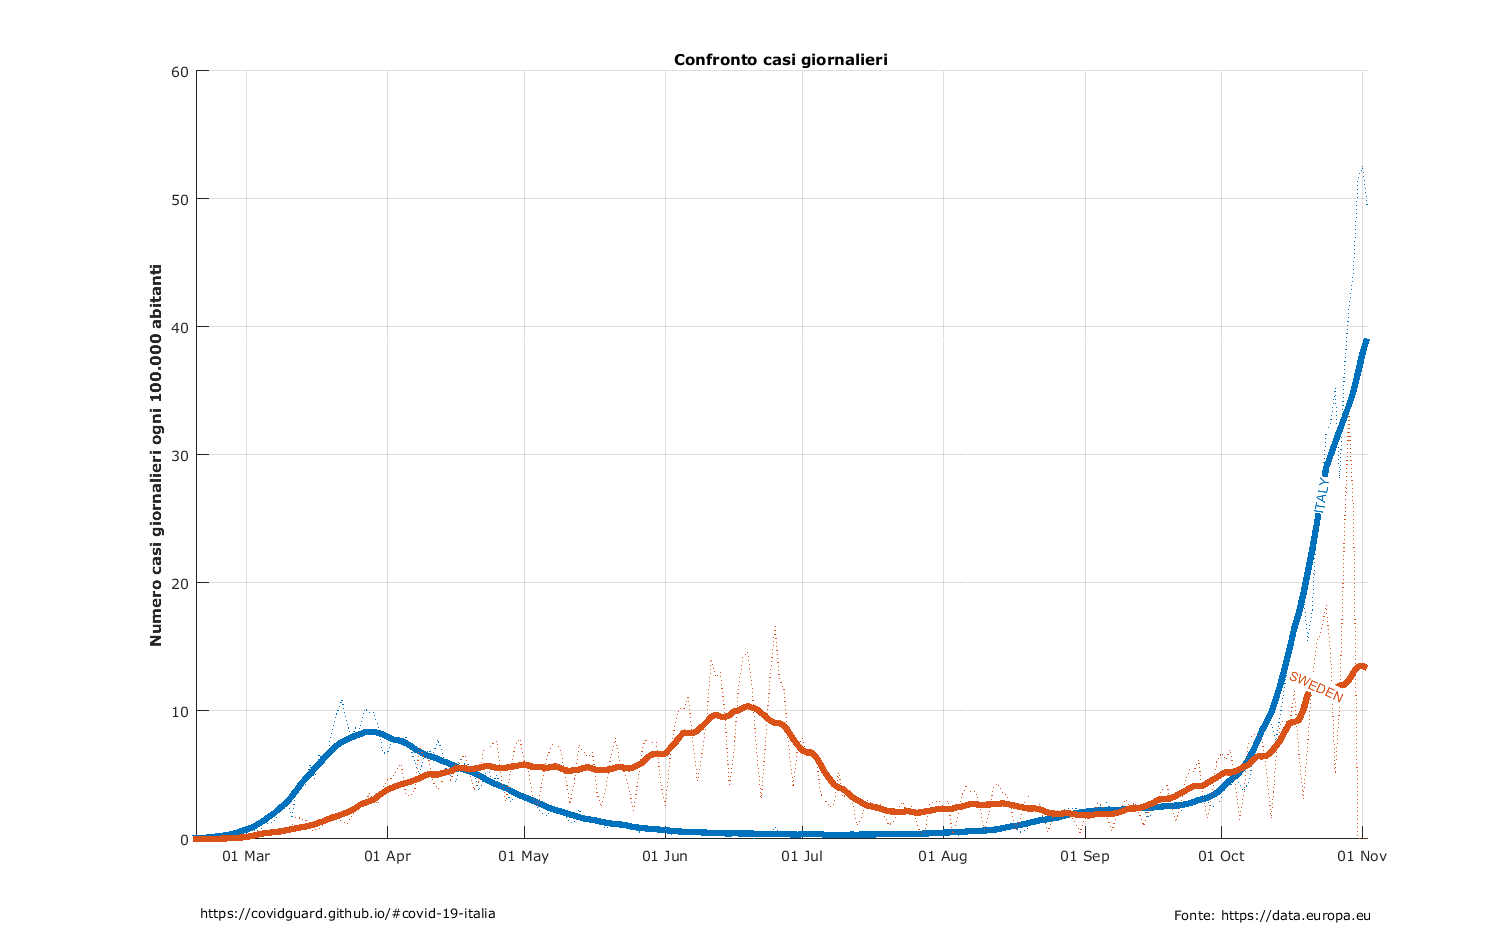 Confronto casi giornalieri
Numero casi giornalieri ogni 100.000 abitanti
60
50
40
30
20
10
0
ITALY
SWEDEN
01 Mar
01 Apr
01 May
01 Jun
01 Jul
01 Aug
01 Sep
01 Oct
01 Nov
https://covidguard.github.io/#covid-19-italia
Fonte: https://data.europa.eu